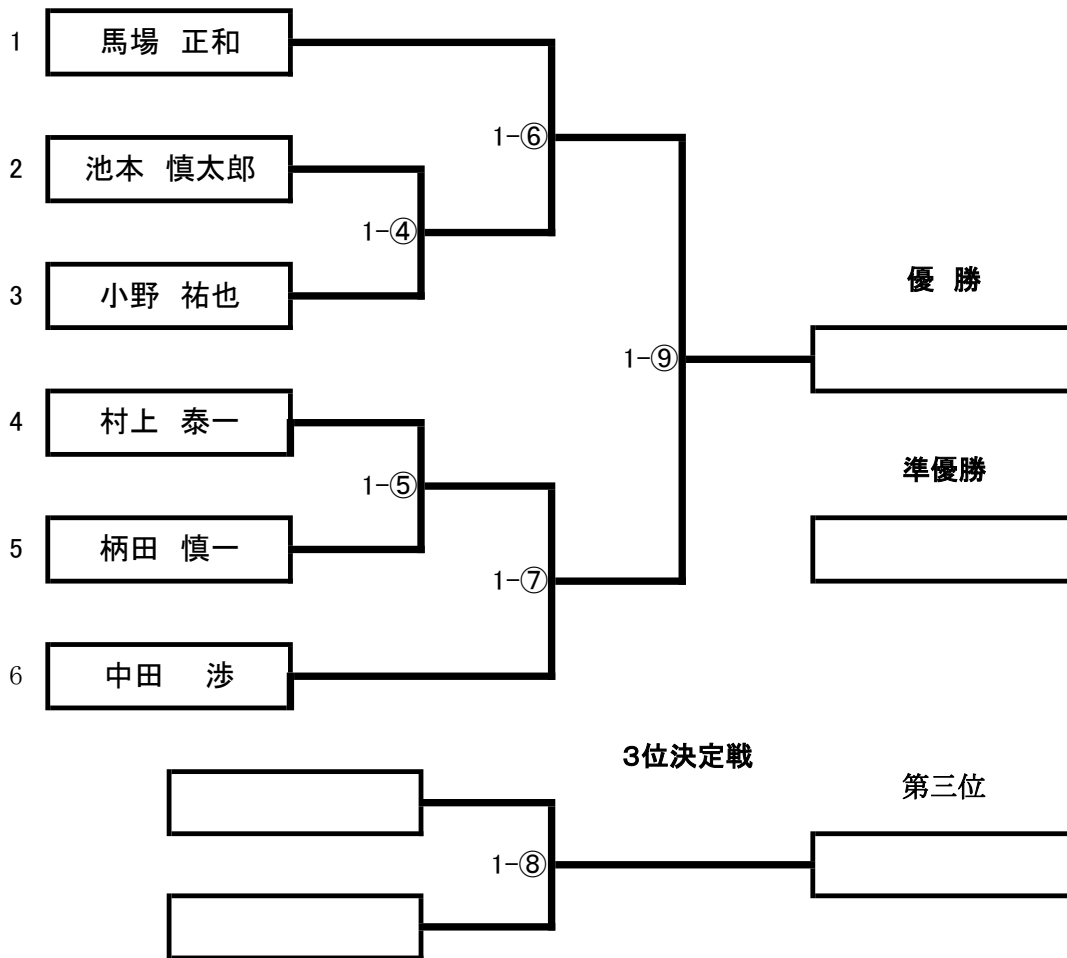 1 馬場 正和
1-⑥
2 池本 慎太郎
1-④
3 小野 祐也
優 勝
1-⑨
4 村上 泰一
準優勝
1-⑤
5 柄田 慎一
1-⑦
6 中田 渉
3位決定戦
第三位
1-⑧